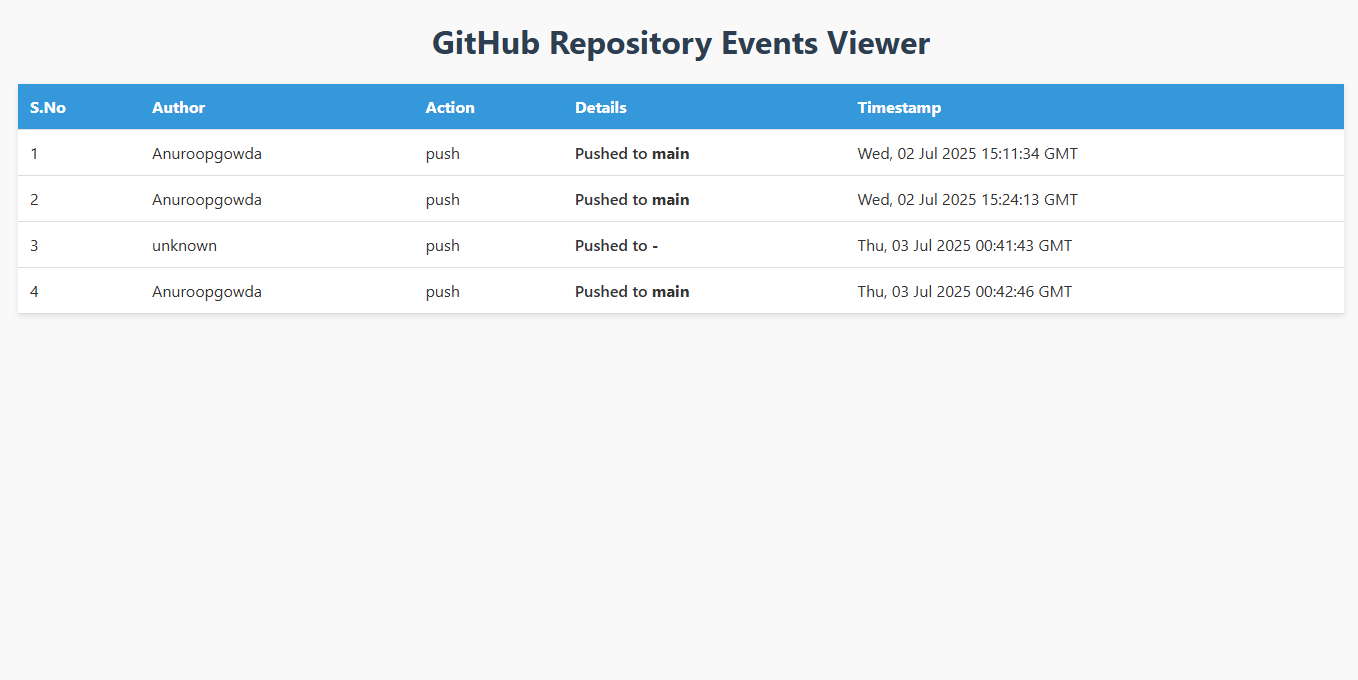 GitHub Repository Events Viewer
S.No Author Action Details Timestamp
1 Anuroopgowda push Pushed to main Wed, 02 Jul 2025 15:11:34 GMT
2 Anuroopgowda push Pushed to main Wed, 02 Jul 2025 15:24:13 GMT
3 unknown push Pushed to - Thu, 03 Jul 2025 00:41:43 GMT
4 Anuroopgowda push Pushed to main Thu, 03 Jul 2025 00:42:46 GMT